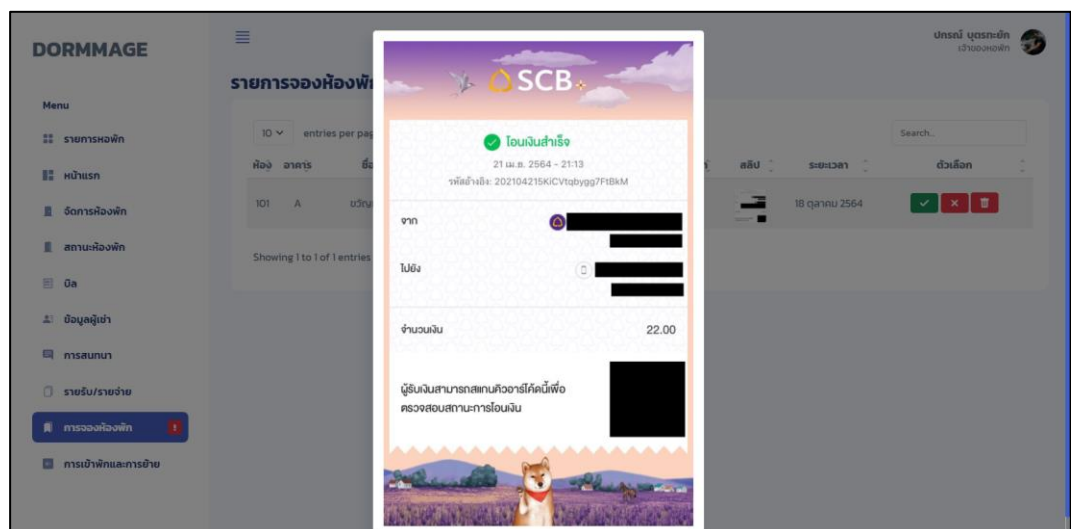 DORMMAGE
ปกรณ์ บุตรทะยัก
เจ้าของหอพัก
Menu
รายการหอพัก
หน้าแรก
จัดการห้องพัก
สถานะห้องพัก
บิล
ข้อมูลผู้เช่า
การสนทนา
รายรับ/รายจ่าย
การจองห้องพัก
การเข้าพักและการย้าย
รายการจองห้องพัก
10 entries per
Search...
ห้อง อาคาร ชื่อ สลิป ระยะเวลา ตัวเลือก
101 A 18 ตุลาคม 2564
Showing 1 to 1 of 1 entries
SCB
โอนเงินสำเร็จ
21 เม.ย. 2564 - 21:13
รหัสอ้างอิง: 202104215KiCVtqbygg7FtBkM
จาก
ไปยัง
จำนวนเงิน 22.00
ผู้รับเงินสามารถสแกนคิวอาร์โค้ดนี้เพื่อ
ตรวจสอบสถานะการโอนเงิน